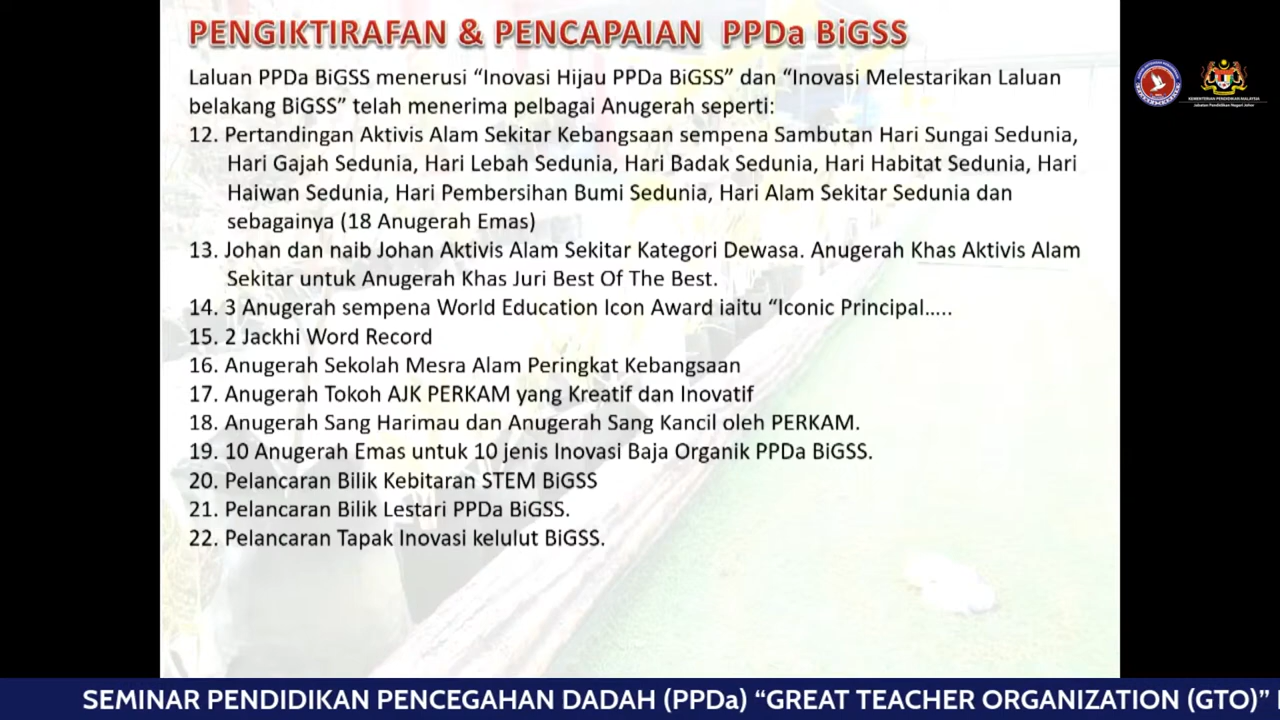 PENGIKTIRAFAN & PENCAPAIAN PPDa BiGSS
Laluan PPDa BiGSS menerusi “Inovasi Hijau PPDa BiGSS” dan “Inovasi Melestarikan Laluan
belakang BiGSS” telah menerima pelbagai Anugerah seperti:
12. Pertandingan Aktivis Alam Sekitar Kebangsaan sempena Sambutan Hari Sungai Sedunia,
Hari Gajah Sedunia, Hari Lebah Sedunia, Hari Badak Sedunia, Hari Habitat Sedunia, Hari
Haiwan Sedunia, Hari Pembersihan Bumi Sedunia, Hari Alam Sekitar Sedunia dan
sebagainya (18 Anugerah Emas)
13. Johan dan naib Johan Aktivis Alam Sekitar Kategori Dewasa. Anugerah Khas Aktivis Alam
Sekitar untuk Anugerah Khas Juri Best Of The Best.
14. 3 Anugerah sempena World Education Icon Award iaitu “Iconic Principal.....
15. 2 Jackhi Word Record
16. Anugerah Sekolah Mesra Alam Peringkat Kebangsaan
17. Anugerah Tokoh AJK PERKAM yang Kreatif dan Inovatif
18. Anugerah Sang Harimau dan Anugerah Sang Kancil oleh PERKAM.
19. 10 Anugerah Emas untuk 10 jenis Inovasi Baja Organik PPDa BiGSS.
20. Pelancaran Bilik Kebitaran STEM BiGSS
21. Pelancaran Bilik Lestari PPDa BiGSS.
22. Pelancaran Tapak Inovasi kelulut BiGSS.
KEMENTERIAN PENDIDIKAN MALAYSIA
Jabatan Pendidikan Negeri Johor
SEMINAR PENDIDIKAN PENCEGAHAN DADAH (PPDa) “GREAT TEACHER ORGANIZATION (GTO)”